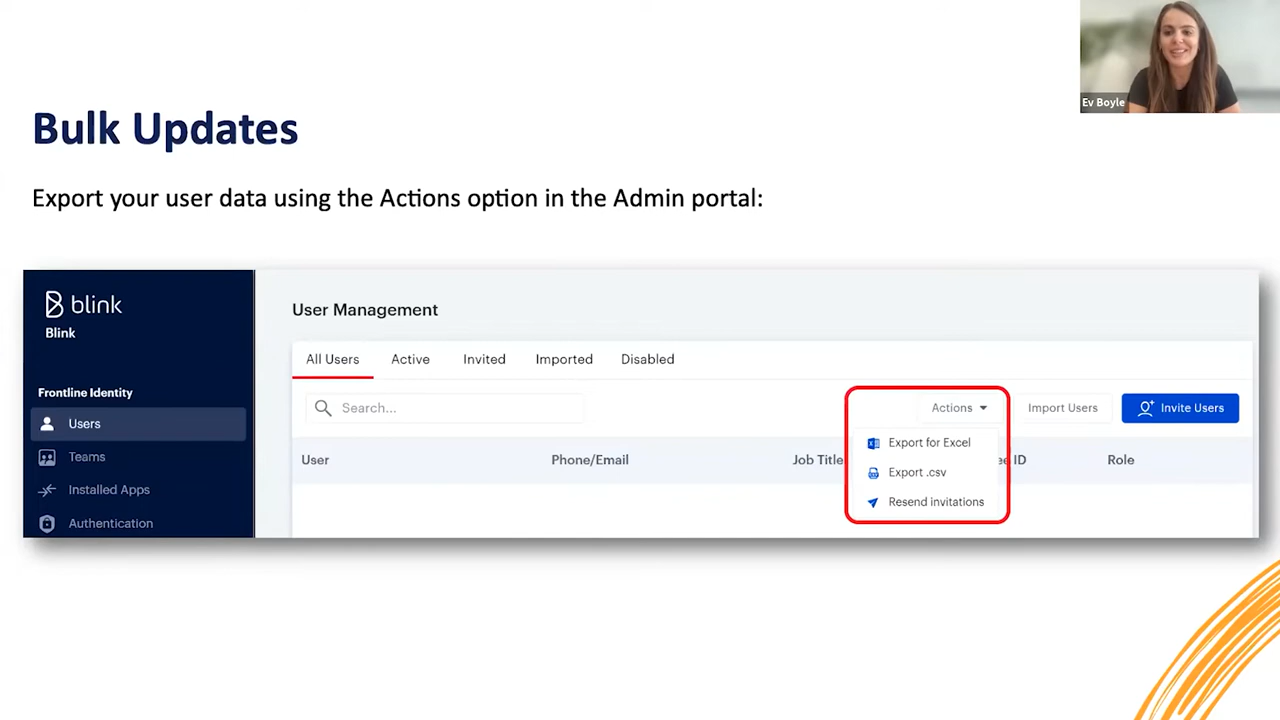 Ev Boyle
Bulk Updates
Export your user data using the Actions option in the Admin portal:
blink
Blink
Frontline Identity
Users
Teams
Installed Apps
Authentication
User Management
All Users Active Invited Imported Disabled
Search... Actions Import Users Invite Users
User Phone/Email Job Title ID Role
Export for Excel
Export .csv
Resend invitations